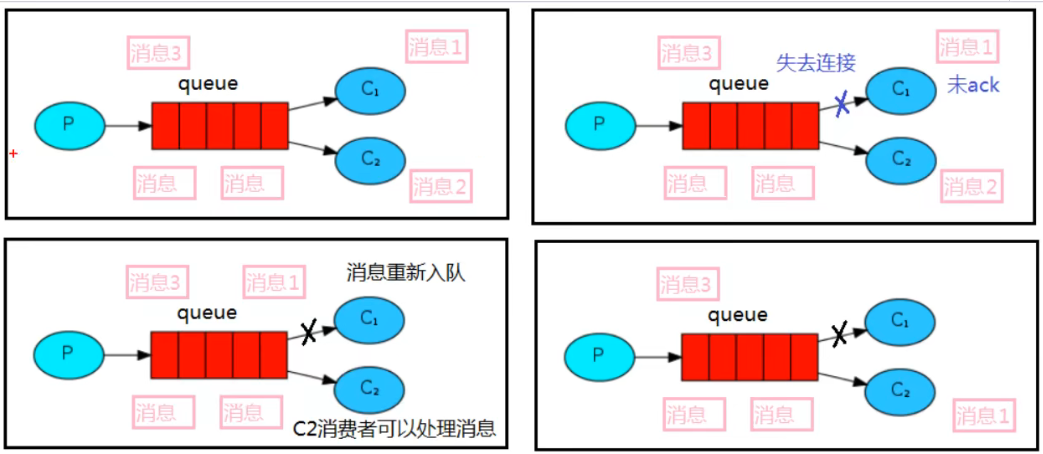 消息3
消息1
queue
C₁
P
C₂
消息
消息
消息2
消息3
失去连接
消息1
queue
C₁
未ack
P
C₂
消息
消息
消息2
消息3
消息1
消息重新入队
queue
C₁
P
C₂
消息
消息
C2消费者可以处理消息
消息3
queue
C₁
P
C₂
消息
消息
消息1